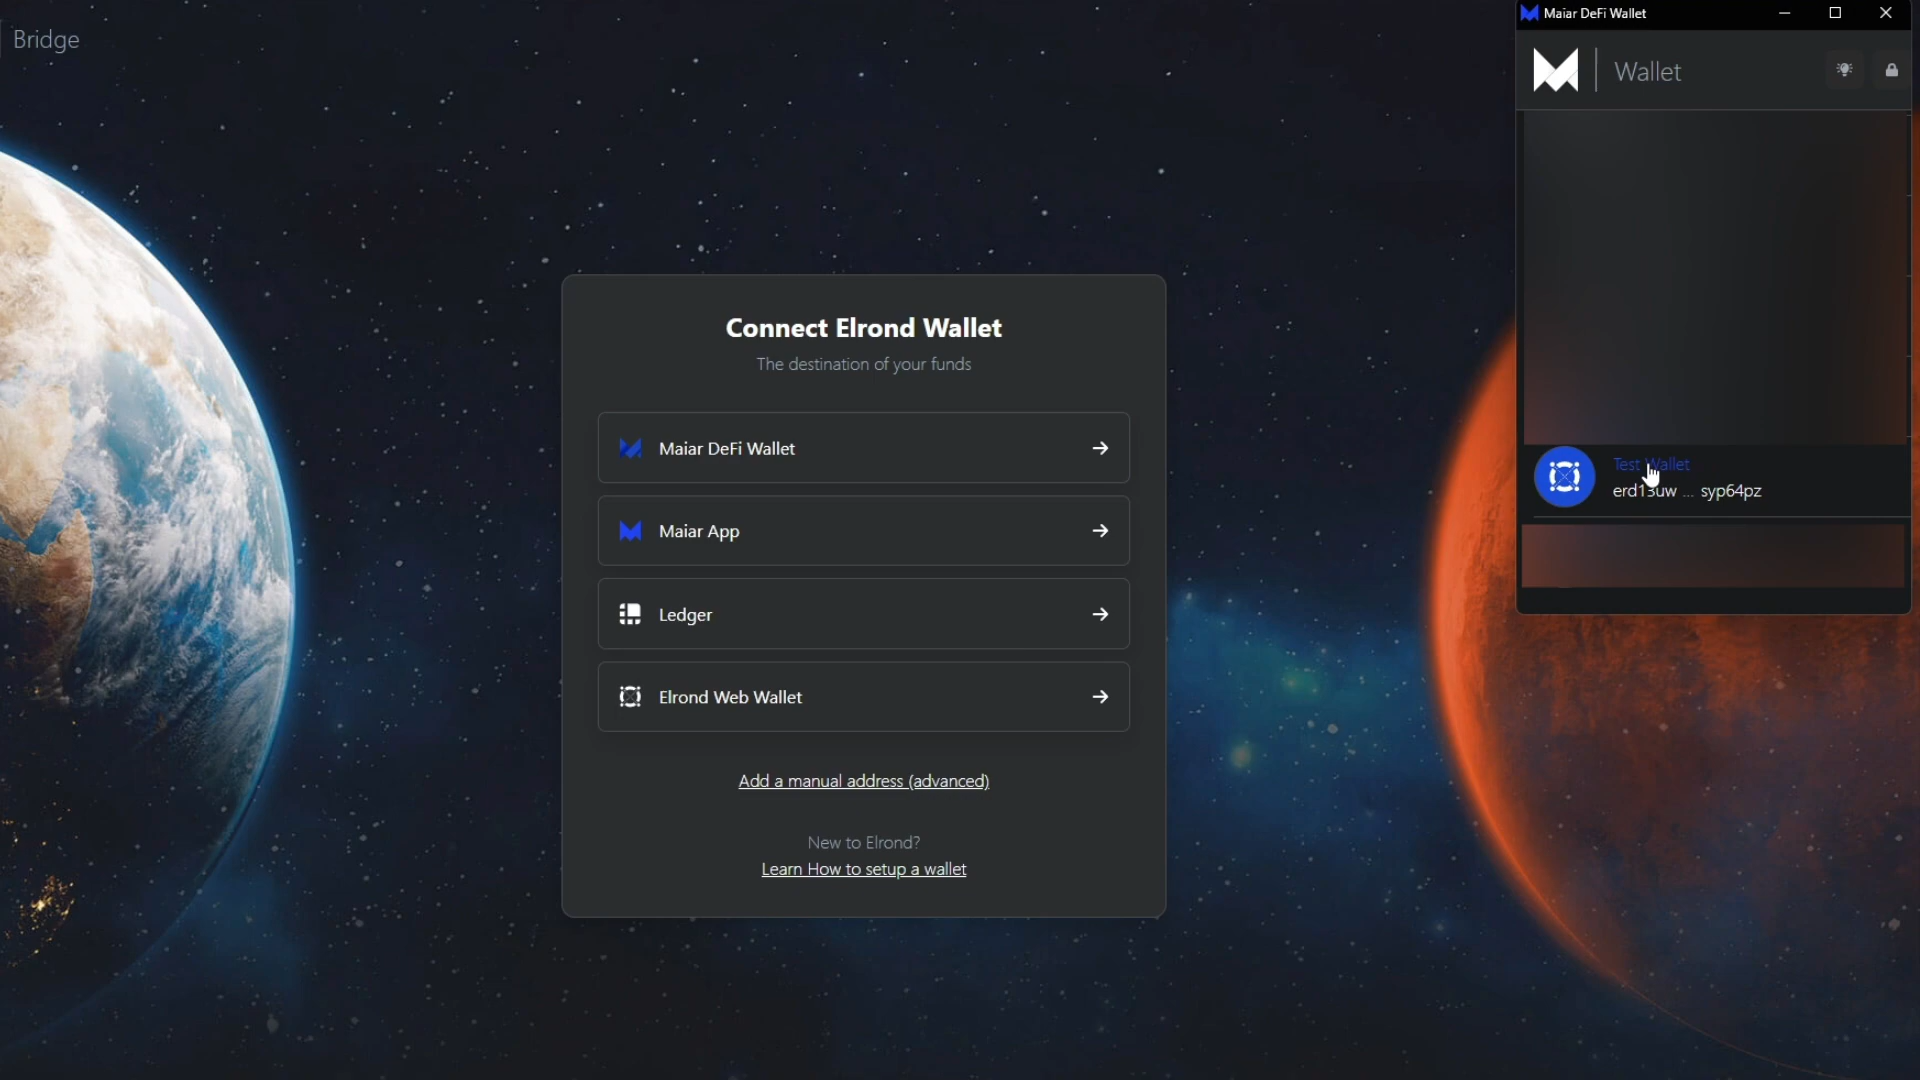 Bridge
Maiar DeFi Wallet
Wallet
Connect Elrond Wallet
The destination of your funds
Maiar DeFi Wallet
Maiar App
Ledger
Elrond Web Wallet
Add a manual address (advanced)
New to Elrond?
Learn How to setup a wallet
Test Wallet
erd13uw ... syp64pz